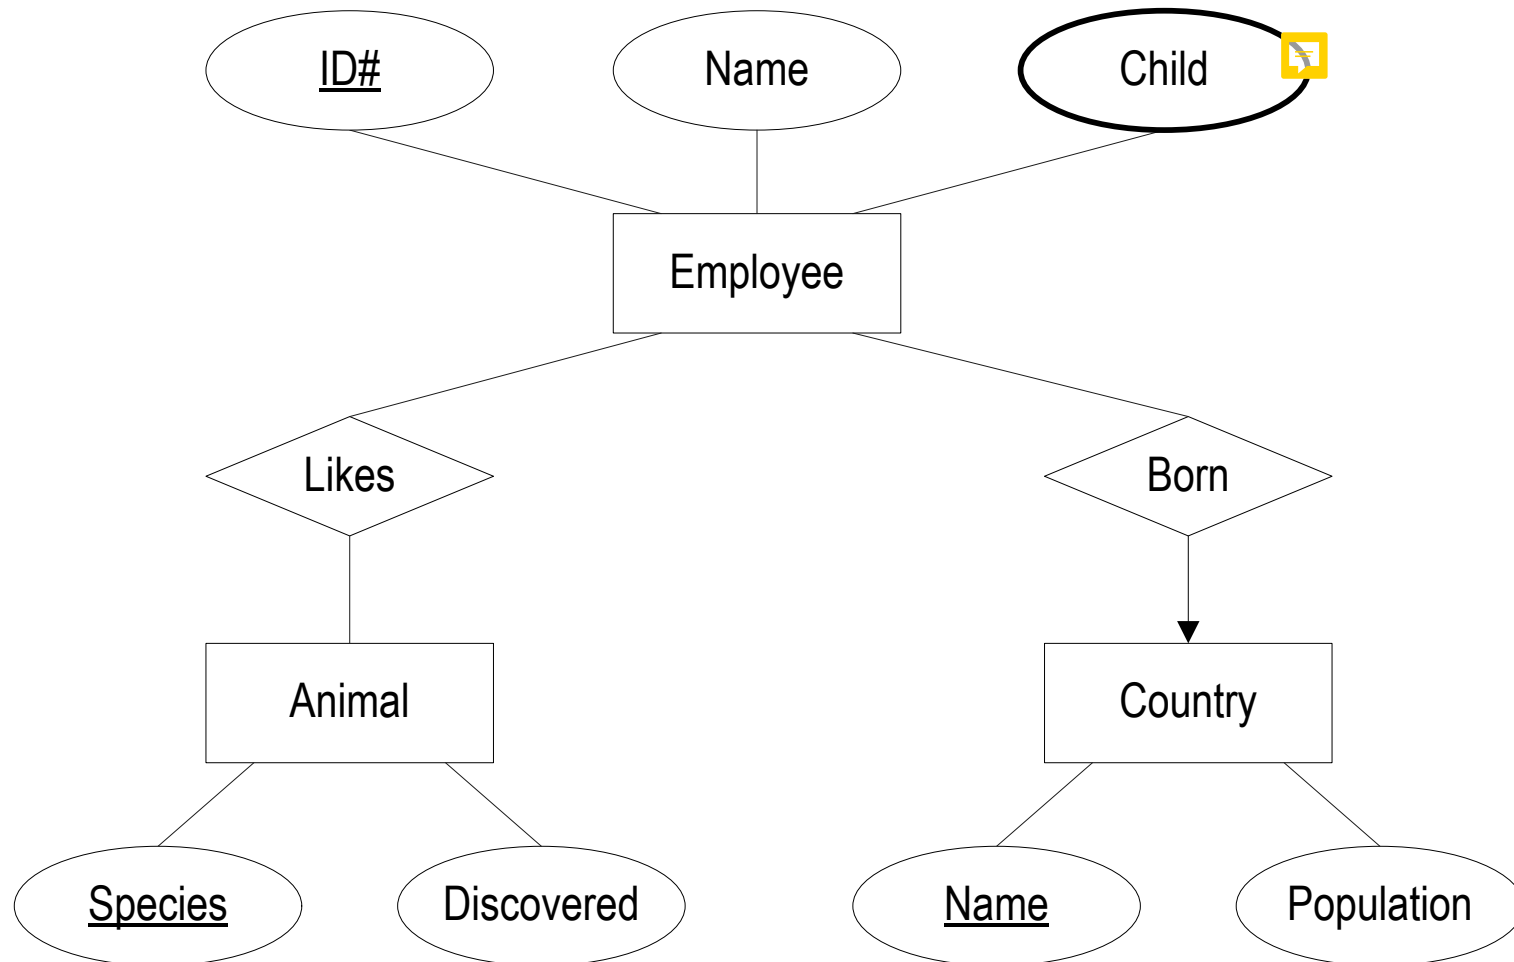 ID#
Name
Child
Employee
Likes
Born
Animal
Country
Species
Discovered
Name
Population